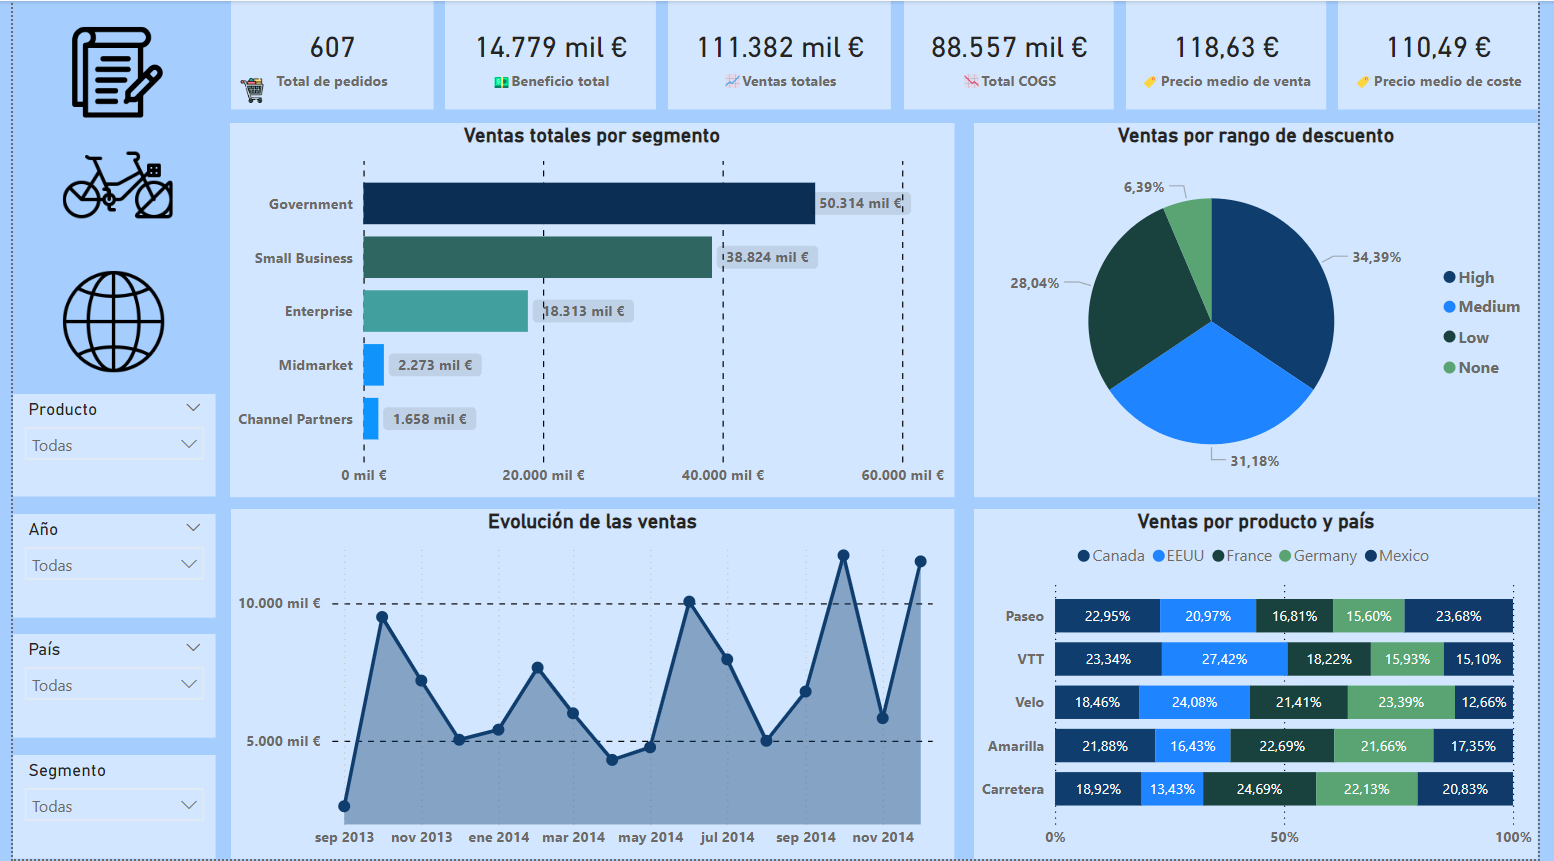 607
Total de pedidos
14.779 mil €
Beneficio total
111.382 mil €
Ventas totales
88.557 mil €
Total COGS
118,63 €
Precio medio de venta
110,49 €
Precio medio de coste
Producto
Todas
Año
Todas
País
Todas
Segmento
Todas
Ventas totales por segmento
Government
50.314 mil €
Small Business
38.824 mil €
Enterprise
18.313 mil €
Midmarket
2.273 mil €
Channel Partners
1.658 mil €
0 mil € 20.000 mil € 40.000 mil € 60.000 mil €
Ventas por rango de descuento
6,39%
34,39%
28,04%
31,18%
High
Medium
Low
None
Evolución de las ventas
10.000 mil €
5.000 mil €
sep 2013 nov 2013 ene 2014 mar 2014 may 2014 jul 2014 sep 2014 nov 2014
Ventas por producto y país
Canada EEUU France Germany Mexico
Paseo 22,95% 20,97% 16,81% 15,60% 23,68%
VTT 23,34% 27,42% 18,22% 15,93% 15,10%
Velo 18,46% 24,08% 21,41% 23,39% 12,66%
Amarilla 21,88% 16,43% 22,69% 21,66% 17,35%
Carretera 18,92% 13,43% 24,69% 22,13% 20,83%
0% 50% 100%